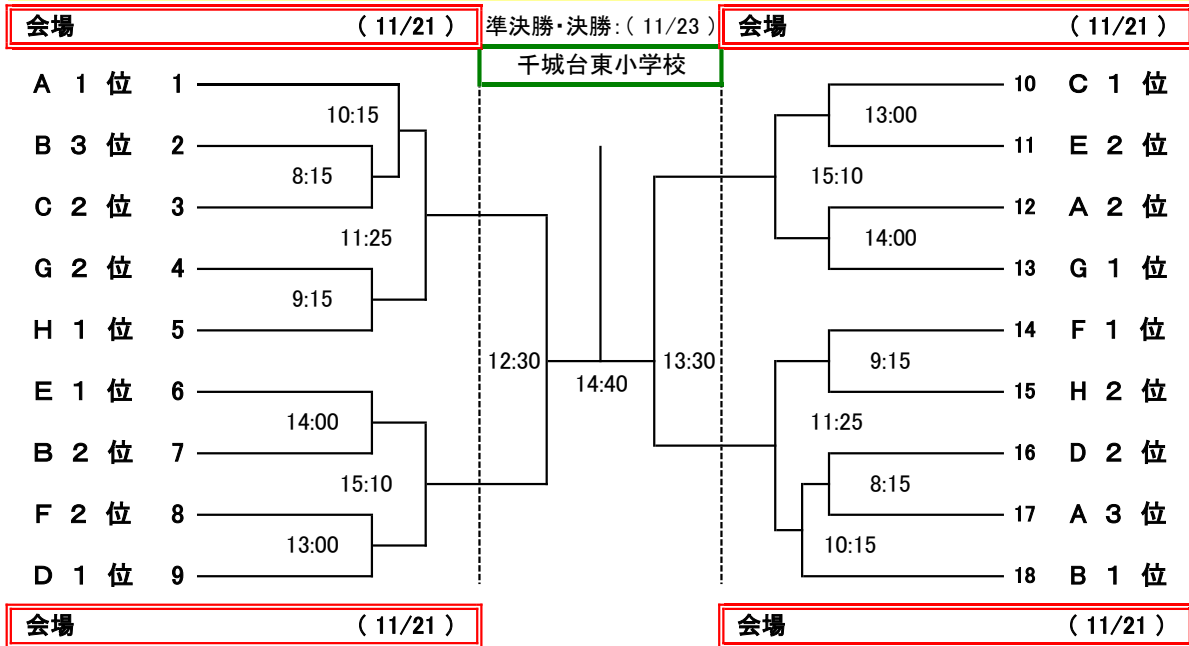 会場 （ 11/21 ） 準決勝・決勝：（ 11/23 ） 会場 （ 11/21 ）
千城台東小学校
Ａ １ 位 1 10 Ｃ １ 位
10:15 13:00
Ｂ ３ 位 2 11 Ｅ ２ 位
8:15 15:10
Ｃ ２ 位 3 12 Ａ ２ 位
11:25 14:00
Ｇ ２ 位 4 13 Ｇ １ 位
9:15
Ｈ １ 位 5 14 Ｆ １ 位
12:30 13:30 9:15
14:40
Ｅ １ 位 6 15 Ｈ ２ 位
14:00 11:25
Ｂ ２ 位 7 16 Ｄ ２ 位
15:10 8:15
Ｆ ２ 位 8 17 Ａ ３ 位
13:00 10:15
Ｄ １ 位 9 18 Ｂ １ 位
会場 （ 11/21 ） 会場 （ 11/21 ）